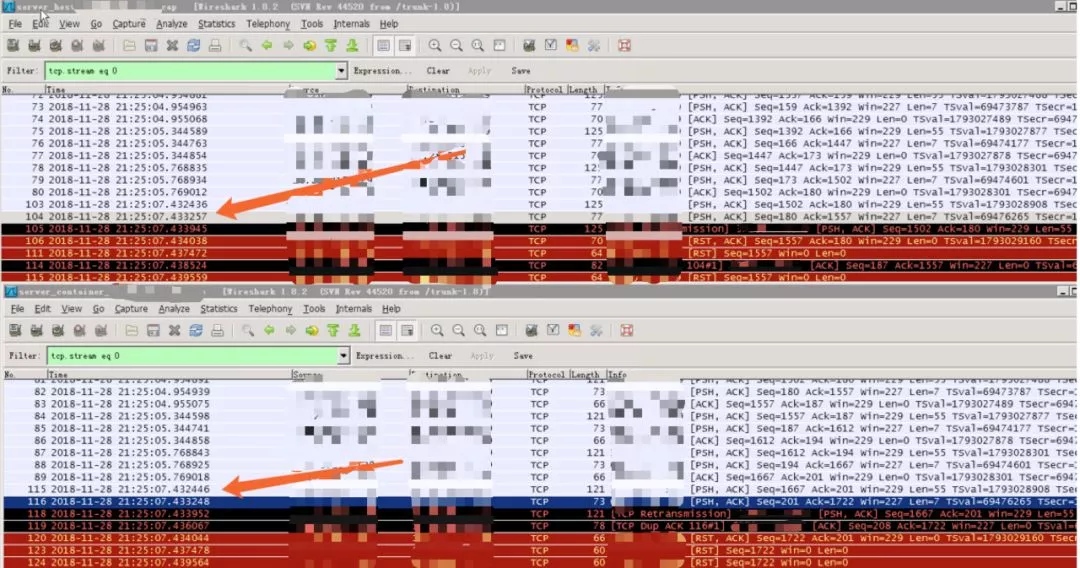 server_host cap [Wireshark 1.8.2 (SVN Rev 44520 from /trunk-1.8)]
File Edit View Go Capture Analyze Statistics Telephony Tools Internals Help
Filter: tcp.stream eq 0 Expression... Clear Apply Save
No. Time Source Destination Protocol Length
73 2018-11-28 21:25:04.954963 TCP 77 [PSH, ACK] Seq=159 Ack=1392 Win=227 Len=7 TSval=69473787 TSecr=
74 2018-11-28 21:25:04.955068 TCP 70 [ACK] Seq=1392 Ack=166 Win=229 Len=0 TSval=1793027489 TSecr=6947
75 2018-11-28 21:25:05.344589 TCP 125 [PSH, ACK] Seq=1392 Ack=166 Win=229 Len=55 TSval=1793027877 TS
76 2018-11-28 21:25:05.344763 TCP 77 [PSH, ACK] Seq=166 Ack=1447 Win=227 Len=7 TSval=69474177 TSecr=
77 2018-11-28 21:25:05.344854 TCP [ACK] Seq=1447 Ack=173 Win=229 Len=0 TSval=1793027878 TSecr=6947
78 2018-11-28 21:25:05.768835 TCP 125 [PSH, ACK] Seq=1447 Ack=173 Win=229 Len=55 TSval=1793028301 TS
79 2018-11-28 21:25:05.768934 TCP 77 [PSH, ACK] Seq=173 Ack=1502 Win=227 Len=7 TSval=69474601 TSecr=
80 2018-11-28 21:25:05.769012 TCP 70 [ACK] Seq=1502 Ack=180 Win=229 Len=0 TSval=1793028301 TSecr=6947
103 2018-11-28 21:25:07.432436 TCP 125 [PSH, ACK] Seq=1502 Ack=180 Win=229 Len=55 TSval=1793028908 TS
104 2018-11-28 21:25:07.433257 TCP 77 [PSH, ACK] Seq=180 Ack=1557 Win=227 Len=7 TSval=69476265 TSecr=
105 2018-11-28 21:25:07.433945 TCP 125 mission] [PSH, ACK] Seq=1502 Ack=180 Win=229 Len=55
106 2018-11-28 21:25:07.434038 TCP 70 [RST, ACK] Seq=1557 Ack=180 Win=229 Len=0 TSval=1793029160 TSecr
111 2018-11-28 21:25:07.437472 TCP 64 [RST] Seq=1557 Win=0 Len=0
114 2018-11-28 21:25:07.438524 TCP 82 104#1] [ACK] Seq=187 Ack=1557 Win=227 Len=0 TSval=6
115 2018-11-28 21:25:07.439559 TCP 64 [RST] Seq=1557 Win=0 Len=0
server_container_ [Wireshark 1.8.2 (SVN Rev 44520 from /trunk-1.8)]
File Edit View Go Capture Analyze Statistics Telephony Tools Internals Help
Filter: tcp.stream eq 0 Expression... Clear Apply Save
No. Time Source Protocol Length Info
82 2018-11-28 21:25:04.954939 TCP 73 [PSH, ACK] Seq=180 Ack=1557 Win=227 Len=7 TSval=69473787 TSecr=1
83 2018-11-28 21:25:04.955075 TCP 66 [ACK] Seq=1557 Ack=187 Win=229 Len=0 TSval=1793027489 TSecr=6947
84 2018-11-28 21:25:05.344598 TCP 121 [PSH, ACK] Seq=1557 Ack=187 Win=229 Len=55 TSval=1793027877 TSe
85 2018-11-28 21:25:05.344741 TCP 73 [PSH, ACK] Seq=187 Ack=1612 Win=227 Len=7 TSval=69474177 TSecr=1
86 2018-11-28 21:25:05.344858 TCP 66 [ACK] Seq=1612 Ack=194 Win=229 Len=0 TSval=1793027878 TSecr=6947
87 2018-11-28 21:25:05.768843 TCP 121 [PSH, ACK] Seq=1612 Ack=194 Win=229 Len=55 TSval=1793028301 TSe
88 2018-11-28 21:25:05.768925 TCP 73 [PSH, ACK] Seq=194 Ack=1667 Win=227 Len=7 TSval=69474601 TSecr=1
89 2018-11-28 21:25:05.769018 TCP 66 [ACK] Seq=1667 Ack=201 Win=229 Len=0 TSval=1793028301 TSecr=6947
115 2018-11-28 21:25:07.432446 TCP 121 [PSH, ACK] Seq=1667 Ack=201 Win=229 Len=55 TSval=1793028908 TSe
116 2018-11-28 21:25:07.433248 TCP 73 [PSH, ACK] Seq=201 Ack=1722 Win=227 Len=7 TSval=69476265 TSecr=1
118 2018-11-28 21:25:07.433952 TCP 121 [TCP Retransmission] [PSH, ACK] Seq=1667 Ack=201 Win=229 Len=55
119 2018-11-28 21:25:07.436067 TCP 78 [TCP Dup ACK 116#1] [ACK] Seq=208 Ack=1722 Win=227 Len=0 TSval=6
120 2018-11-28 21:25:07.434044 TCP 66 [RST, ACK] Seq=1722 Ack=201 Win=229 Len=0 TSval=1793029160 TSecr
123 2018-11-28 21:25:07.437478 TCP 60 [RST] Seq=1722 Win=0 Len=0
124 2018-11-28 21:25:07.439564 TCP 60 [RST] Seq=1722 Win=0 Len=0